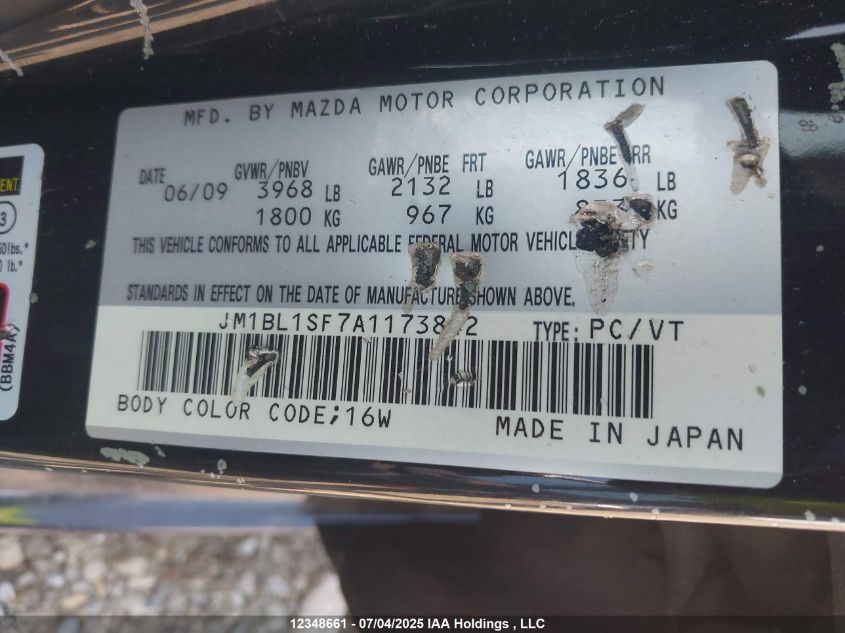 MFD. BY MAZDA MOTOR CORPORATION
DATE GVWR/PNBV GAWR/PNBE FRT GAWR/PNBE RR
06/09 3968 LB 2132 LB 1836 LB
1800 KG 967 KG KG
THIS VEHICLE CONFORMS TO ALL APPLICABLE FEDERAL MOTOR VEHICLE
STANDARDS IN EFFECT ON THE DATE OF MANUFACTURE SHOWN ABOVE.
TYPE: PC/VT
BODY COLOR CODE;16W
MADE IN JAPAN
(BBM4A)
12348661 - 07/04/2025 IAA Holdings , LLC